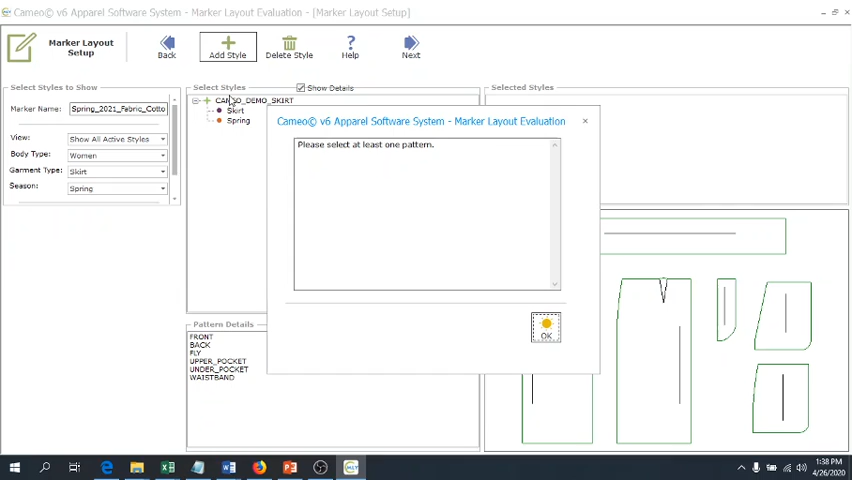 Cameo© v6 Apparel Software System - Marker Layout Evaluation - [Marker Layout Setup]
Marker Layout
Setup
Back
Add Style
Delete Style
Help
Next
Select Styles to Show
Marker Name: Spring_2021_Fabric_Cotto
View: Show All Active Styles
Body Type: Women
Garment Type: Skirt
Season: Spring
Select Styles
Show Details
CAMEO_DEMO_SKIRT
Skirt
Spring
Selected Styles
Cameo© v6 Apparel Software System - Marker Layout Evaluation
Please select at least one pattern.
OK
Pattern Details
FRONT
BACK
FLY
UPPER_POCKET
UNDER_POCKET
WAISTBAND
1:38 PM
4/26/2020